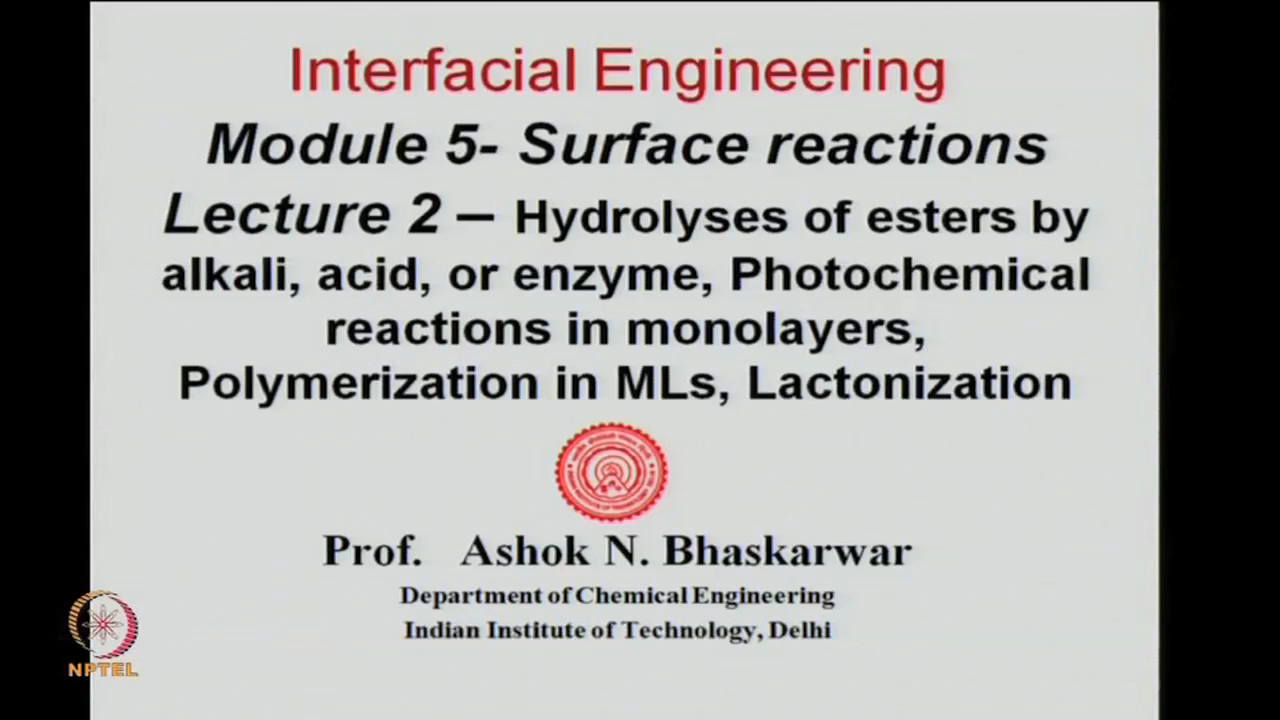 Interfacial Engineering
Module 5- Surface reactions
Lecture 2 – Hydrolyses of esters by
alkali, acid, or enzyme, Photochemical
reactions in monolayers,
Polymerization in MLs, Lactonization
Prof. Ashok N. Bhaskarwar
Department of Chemical Engineering
Indian Institute of Technology, Delhi
NPTEL